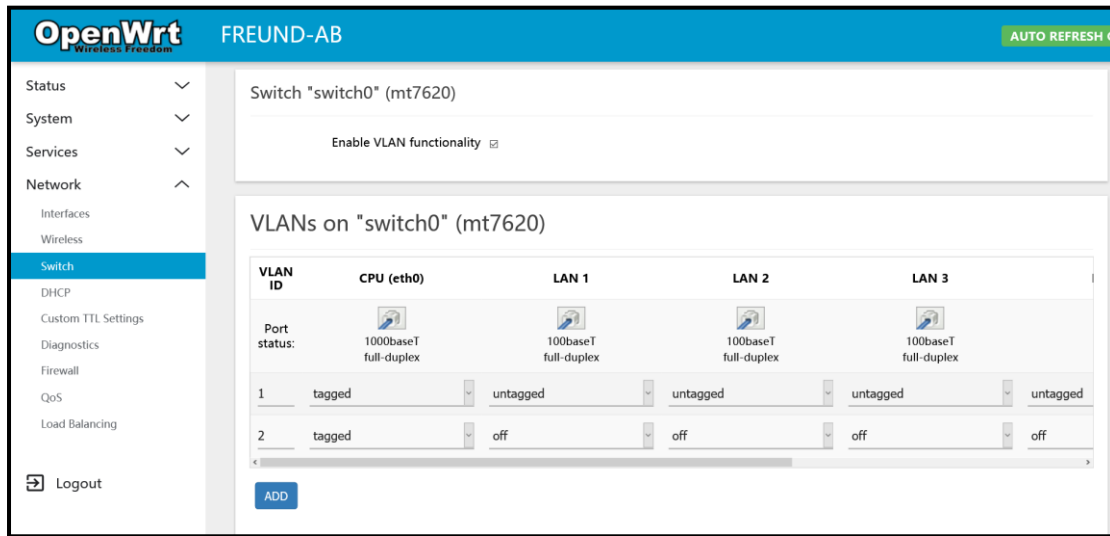 OpenWrt
Wireless Freedom
FREUND-AB
AUTO REFRESH
Status
System
Services
Network
Interfaces
Wireless
Switch
DHCP
Custom TTL Settings
Diagnostics
Firewall
QoS
Load Balancing
Logout
Switch "switch0" (mt7620)
Enable VLAN functionality
VLANs on "switch0" (mt7620)
VLAN ID CPU (eth0) LAN 1 LAN 2 LAN 3
Port status: 1000baseT full-duplex 100baseT full-duplex 100baseT full-duplex 100baseT full-duplex
1 tagged untagged untagged untagged untagged
2 tagged off off off off
ADD